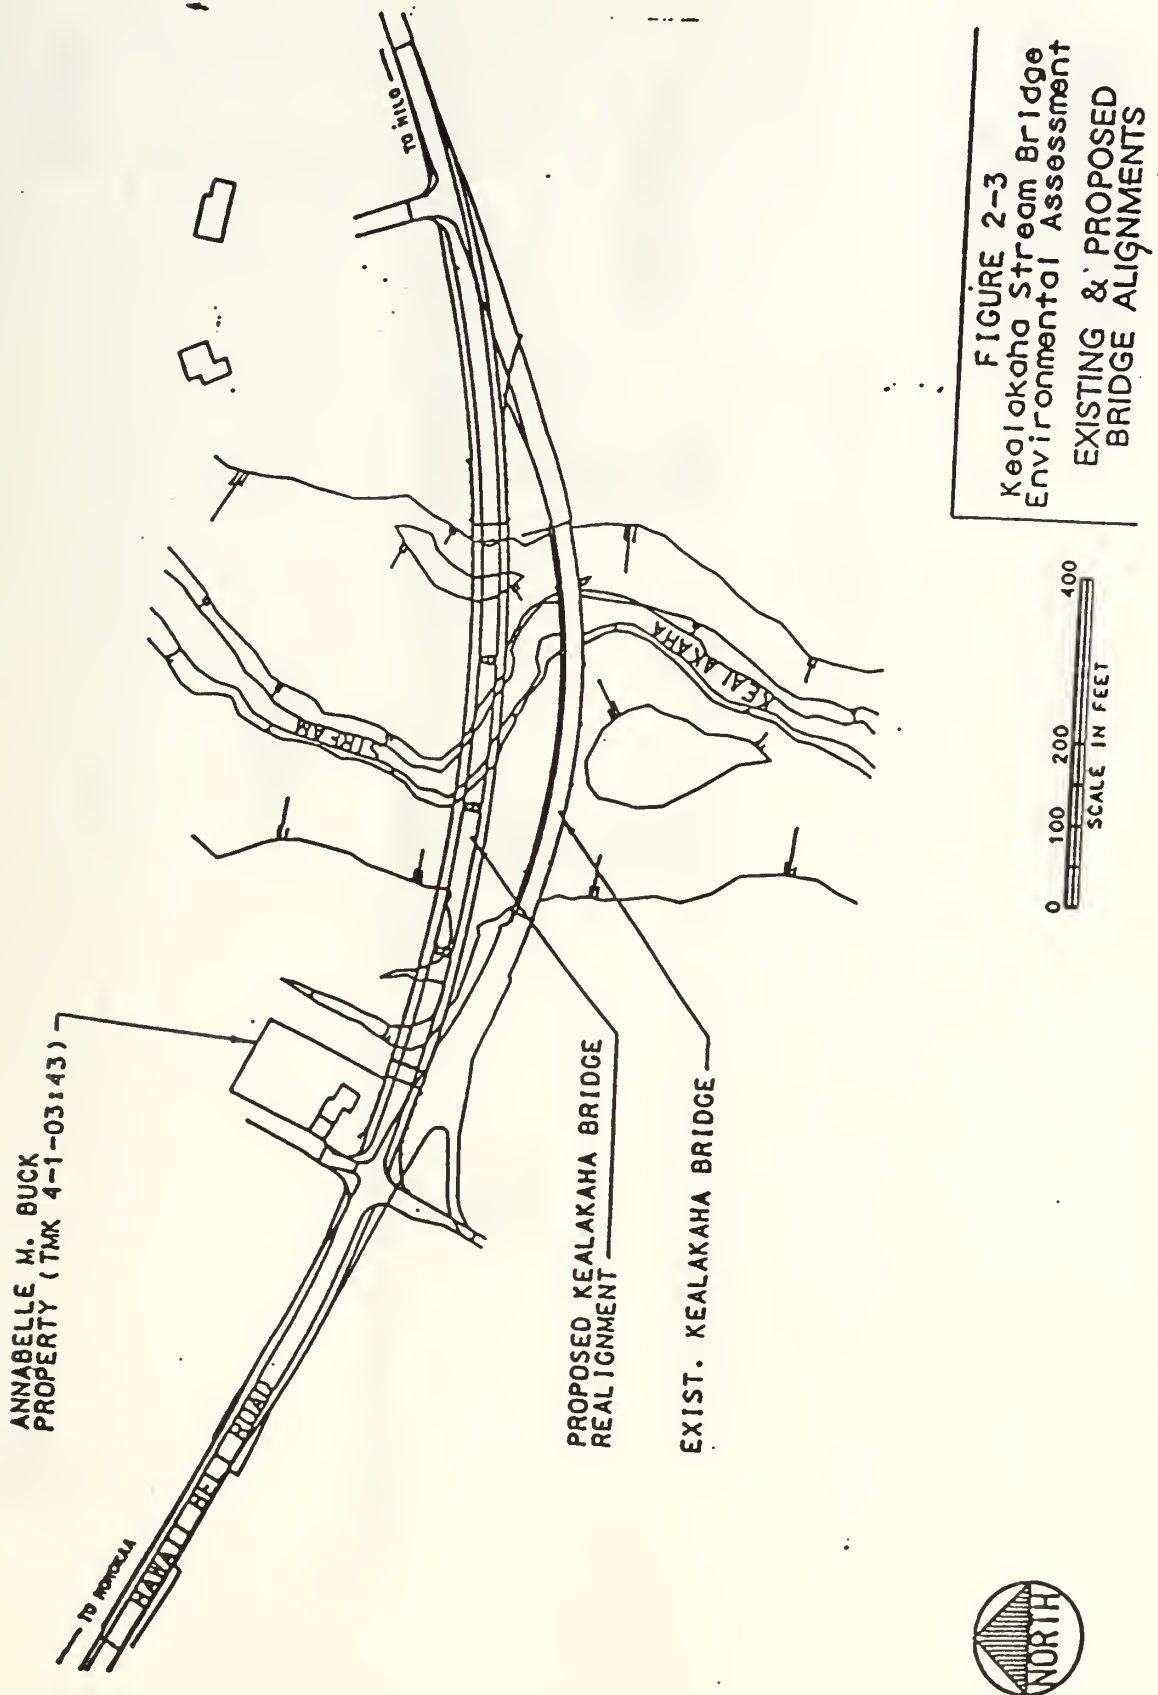 ANNABELLE M. BUCK
PROPERTY (TMK 4-1-03:43)
TO HONOKAA
HAWAII BELT ROAD
TO HILO
STREAM
KEALAKAHA
PROPOSED KEALAKAHA BRIDGE
REALIGNMENT
EXIST. KEALAKAHA BRIDGE
NORTH
0 100 200 400
SCALE IN FEET
FIGURE 2-3
Kealakaha Stream Bridge
Environmental Assessment
EXISTING & PROPOSED
BRIDGE ALIGNMENTS